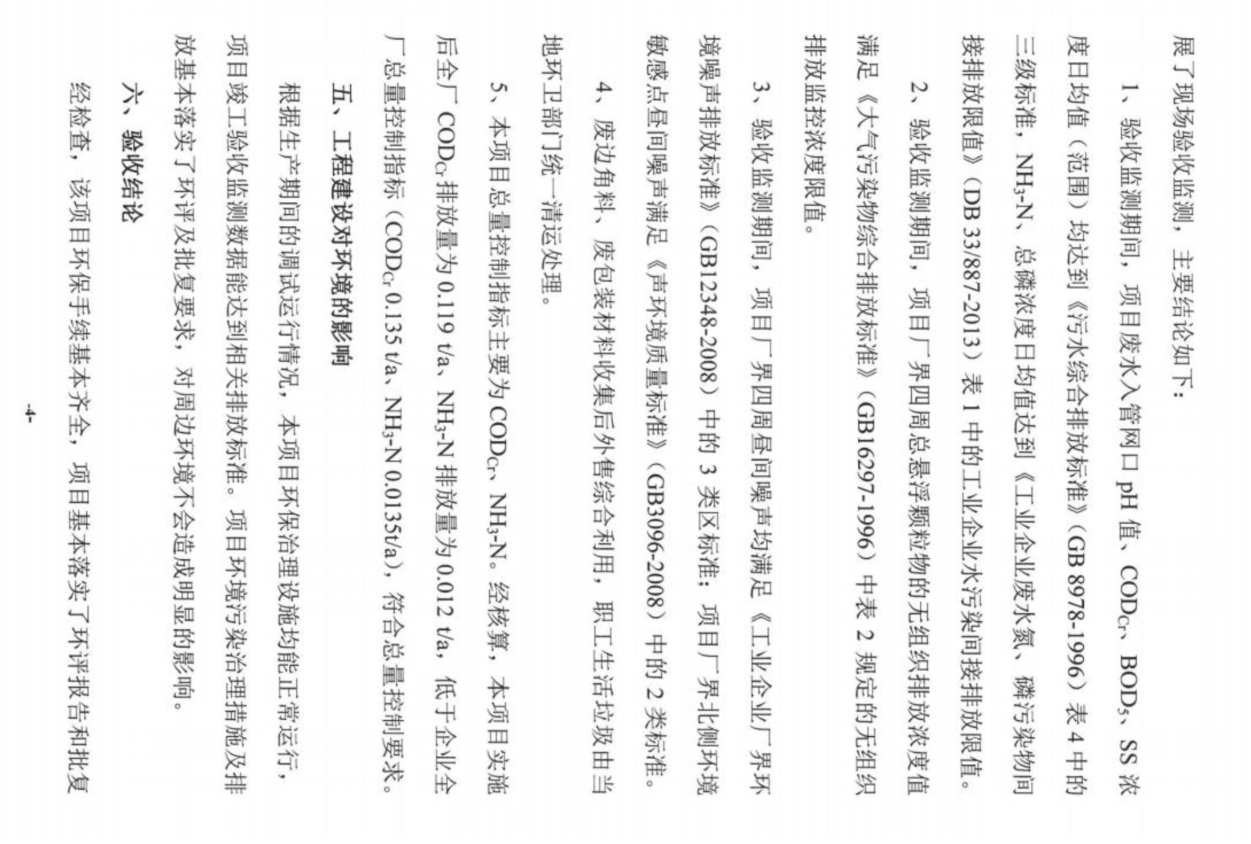 展了现场验收监测，主要结论如下：
1、验收监测期间，项目废水入管网口 pH 值、CODCr、BOD5、SS 浓
度日均值（范围）均达到《污水综合排放标准》（GB 8978-1996）表 4 中的
三级标准，NH3-N、总磷浓度日均值达到《工业企业废水氮、磷污染物间
接排放限值》（DB 33/887-2013）表 1 中的工业企业水污染间接排放限值。
2、验收监测期间，项目厂界四周总悬浮颗粒物的无组织排放浓度值
满足《大气污染物综合排放标准》（GB16297-1996）中表 2 规定的无组织
排放监控浓度限值。
3、验收监测期间，项目厂界四周昼间噪声均满足《工业企业厂界环
境噪声排放标准》（GB12348-2008）中的 3 类区标准；项目厂界北侧环境
敏感点昼间噪声满足《声环境质量标准》（GB3096-2008）中的 2 类标准。
4、废边角料、废包装材料收集后外售综合利用，职工生活垃圾由当
地环卫部门统一清运处理。
5、本项目总量控制指标主要为 CODCr、NH3-N。经核算，本项目实施
后全厂 CODCr 排放量为 0.119 t/a、NH3-N 排放量为 0.012 t/a，低于企业全
厂总量控制指标（CODCr 0.135 t/a、NH3-N 0.0135t/a），符合总量控制要求。
五、工程建设对环境的影响
根据生产期间的调试运行情况，本项目环保治理设施均能正常运行，
项目竣工验收监测数据能达到相关排放标准。项目环境污染治理措施及排
放基本落实了环评及批复要求，对周边环境不会造成明显的影响。
六、验收结论
经检查，该项目环保手续基本齐全，项目基本落实了环评报告和批复
-4-